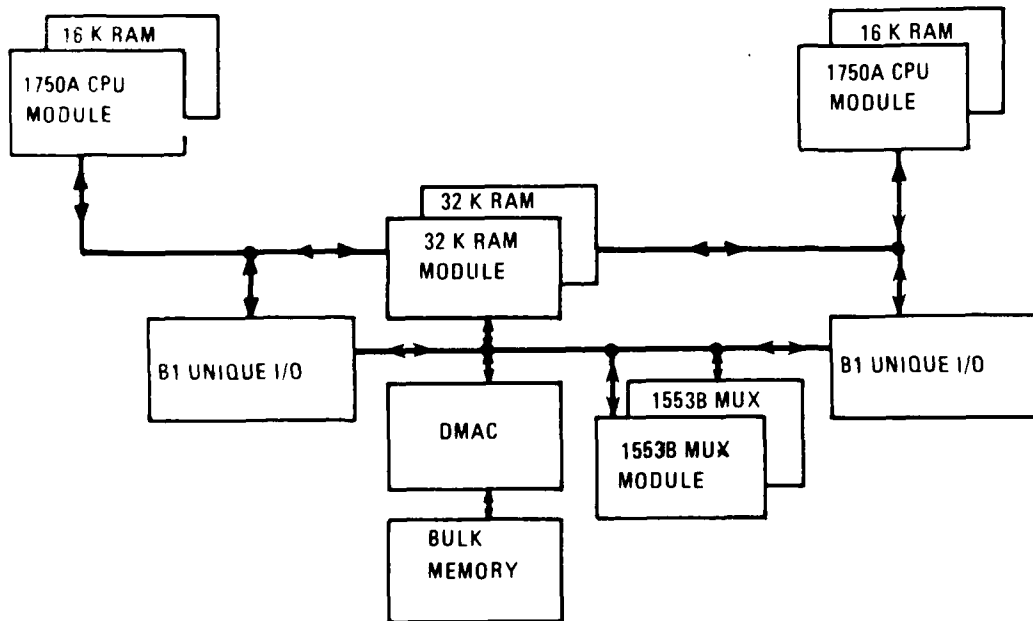 16 K RAM
1750A CPU
MODULE
16 K RAM
1750A CPU
MODULE
32 K RAM
32 K RAM
MODULE
B1 UNIQUE I/O
B1 UNIQUE I/O
DMAC
1553B MUX
1553B MUX
MODULE
BULK
MEMORY